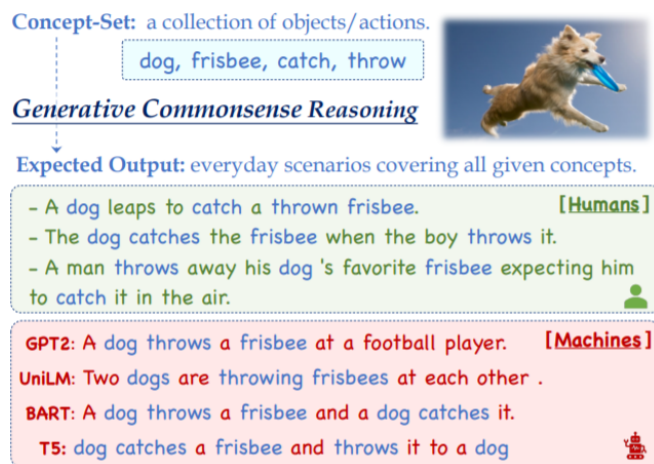 Concept-Set: a collection of objects/actions.
dog, frisbee, catch, throw
Generative Commonsense Reasoning
Expected Output: everyday scenarios covering all given concepts.
- A dog leaps to catch a thrown frisbee. [Humans]
- The dog catches the frisbee when the boy throws it.
- A man throws away his dog 's favorite frisbee expecting him
to catch it in the air.
GPT2: A dog throws a frisbee at a football player. [Machines]
UniLM: Two dogs are throwing frisbees at each other .
BART: A dog throws a frisbee and a dog catches it.
T5: dog catches a frisbee and throws it to a dog